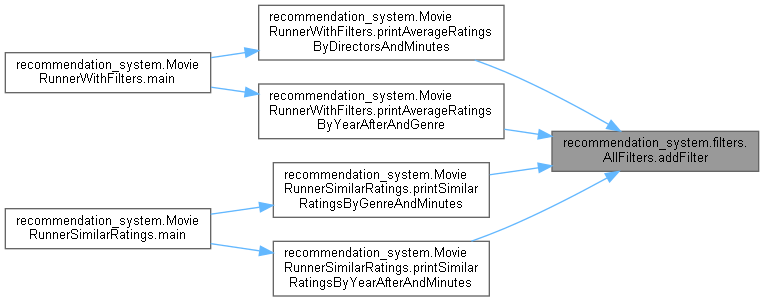 recommendation_system.Movie
RunnerWithFilters.printAverageRatings
ByDirectorsAndMinutes
recommendation_system.Movie
RunnerWithFilters.main
recommendation_system.Movie
RunnerWithFilters.printAverageRatings
ByYearAfterAndGenre
recommendation_system.filters.
AllFilters.addFilter
recommendation_system.Movie
RunnerSimilarRatings.printSimilar
RatingsByGenreAndMinutes
recommendation_system.Movie
RunnerSimilarRatings.main
recommendation_system.Movie
RunnerSimilarRatings.printSimilar
RatingsByYearAfterAndMinutes